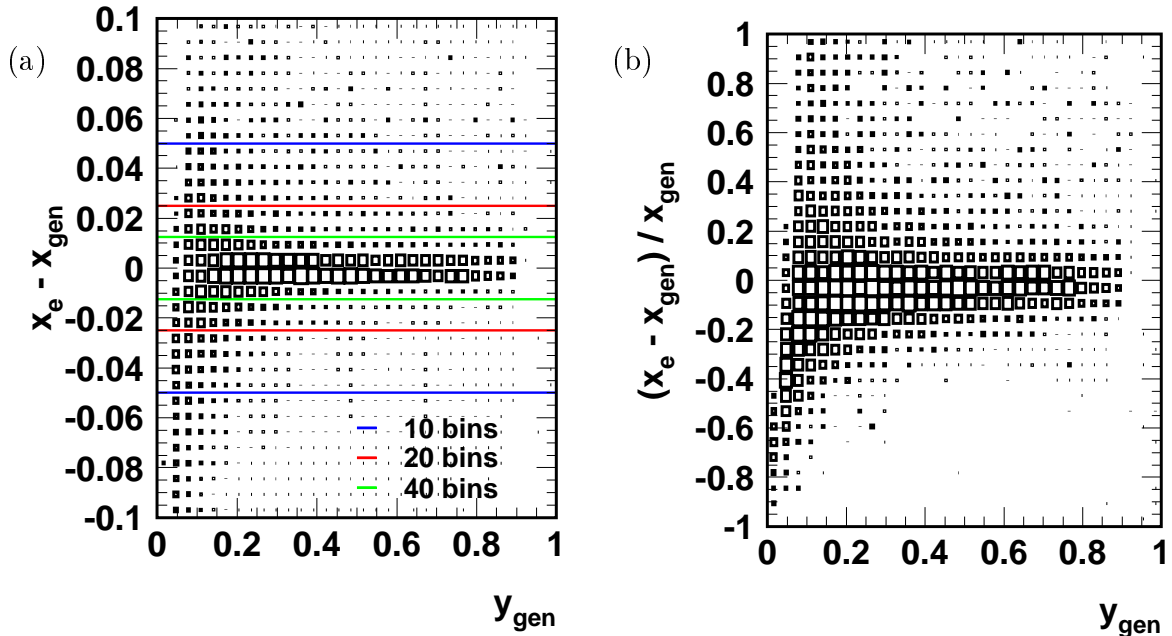 (a)
x_e - x_gen
0.1
0.08
0.06
0.04
0.02
0
-0.02
-0.04
-0.06
-0.08
-0.1
10 bins
20 bins
40 bins
0 0.2 0.4 0.6 0.8 1
y_gen
(b)
(x_e - x_gen) / x_gen
1
0.8
0.6
0.4
0.2
0
-0.2
-0.4
-0.6
-0.8
-1
0 0.2 0.4 0.6 0.8 1
y_gen